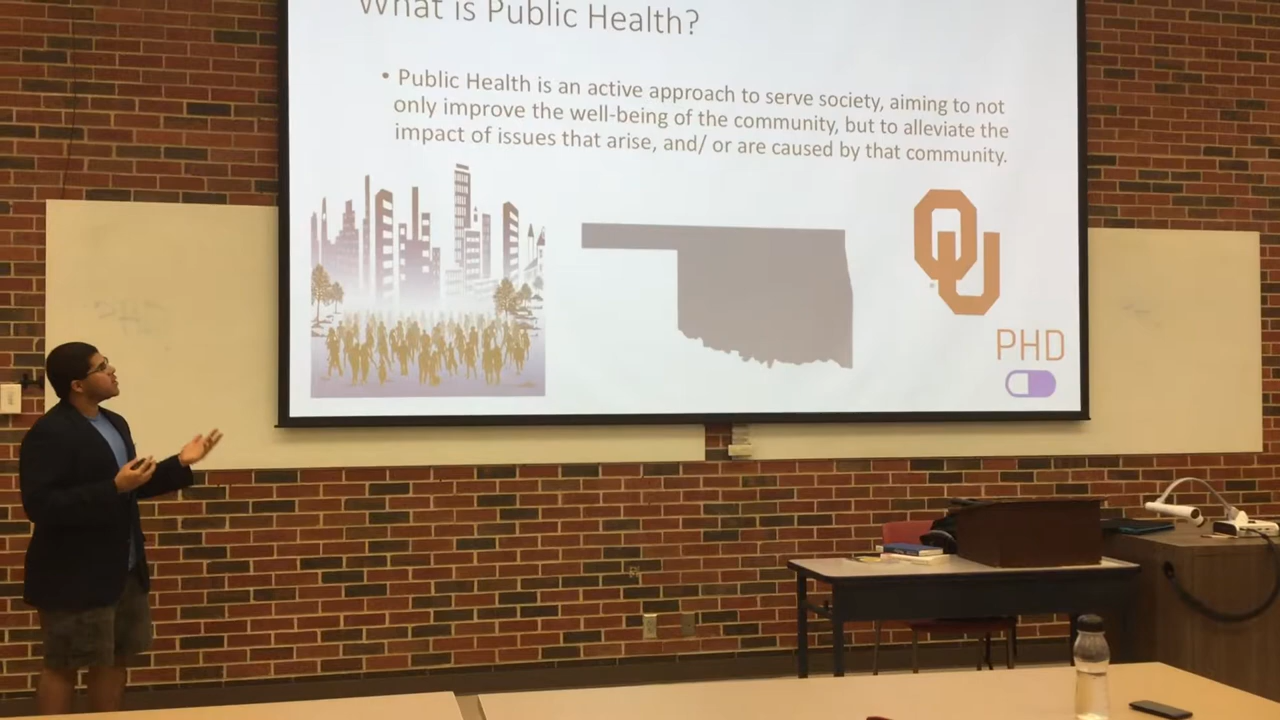 What is Public Health?
• Public Health is an active approach to serve society, aiming to not
only improve the well-being of the community, but to alleviate the
impact of issues that arise, and/ or are caused by that community.
OU
PHD